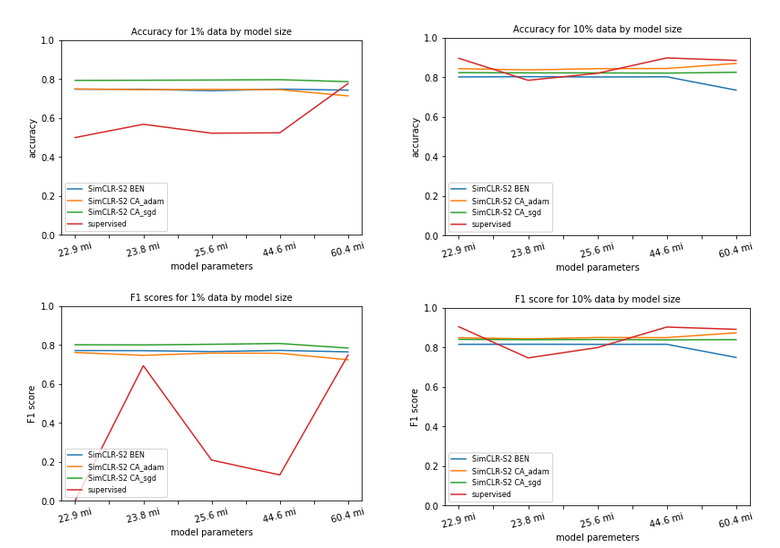 Accuracy for 1% data by model size
1.0
0.8
0.6
0.4
0.2
0.0
accuracy
SimCLR-S2 BEN
SimCLR-S2 CA_adam
SimCLR-S2 CA_sgd
supervised
22.9 mi 23.8 mi 25.6 mi 44.6 mi 60.4 mi
model parameters
Accuracy for 10% data by model size
1.0
0.8
0.6
0.4
0.2
0.0
accuracy
SimCLR-S2 BEN
SimCLR-S2 CA_adam
SimCLR-S2 CA_sgd
supervised
22.9 mi 23.8 mi 25.6 mi 44.6 mi 60.4 mi
model parameters
F1 scores for 1% data by model size
1.0
0.8
0.6
0.4
0.2
0.0
F1 score
SimCLR-S2 BEN
SimCLR-S2 CA_adam
SimCLR-S2 CA_sgd
supervised
22.9 mi 23.8 mi 25.6 mi 44.6 mi 60.4 mi
model parameters
F1 score for 10% data by model size
1.0
0.8
0.6
0.4
0.2
0.0
F1 score
SimCLR-S2 BEN
SimCLR-S2 CA_adam
SimCLR-S2 CA_sgd
supervised
22.9 mi 23.8 mi 25.6 mi 44.6 mi 60.4 mi
model paremeters